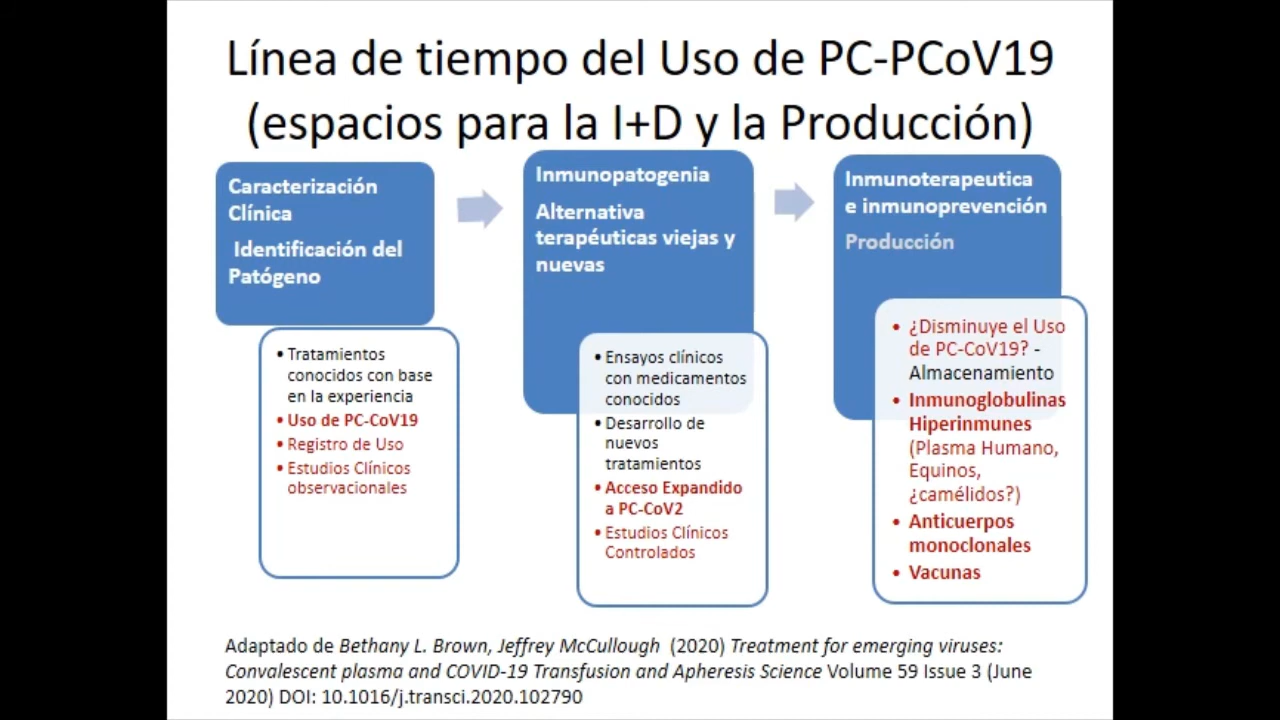 Línea de tiempo del Uso de PC-PCoV19
(espacios para la I+D y la Producción)
Caracterización
Clínica
Identificación del
Patógeno
• Tratamientos
conocidos con base
en la experiencia
• Uso de PC-CoV19
• Registro de Uso
• Estudios Clínicos
observacionales
Inmunopatogenia
Alternativa
terapéuticas viejas y
nuevas
• Ensayos clínicos
con medicamentos
conocidos
• Desarrollo de
nuevos
tratamientos
• Acceso Expandido
a PC-CoV2
• Estudios Clínicos
Controlados
Inmunoterapeutica
e inmunoprevención
Producción
• ¿Disminuye el Uso
de PC-CoV19? -
Almacenamiento
• Inmunoglobulinas
Hiperinmunes
(Plasma Humano,
Equinos,
¿camélidos?)
• Anticuerpos
monoclonales
• Vacunas
Adaptado de Bethany L. Brown, Jeffrey McCullough (2020) Treatment for emerging viruses:
Convalescent plasma and COVID-19 Transfusion and Apheresis Science Volume 59 Issue 3 (June
2020) DOI: 10.1016/j.transci.2020.102790